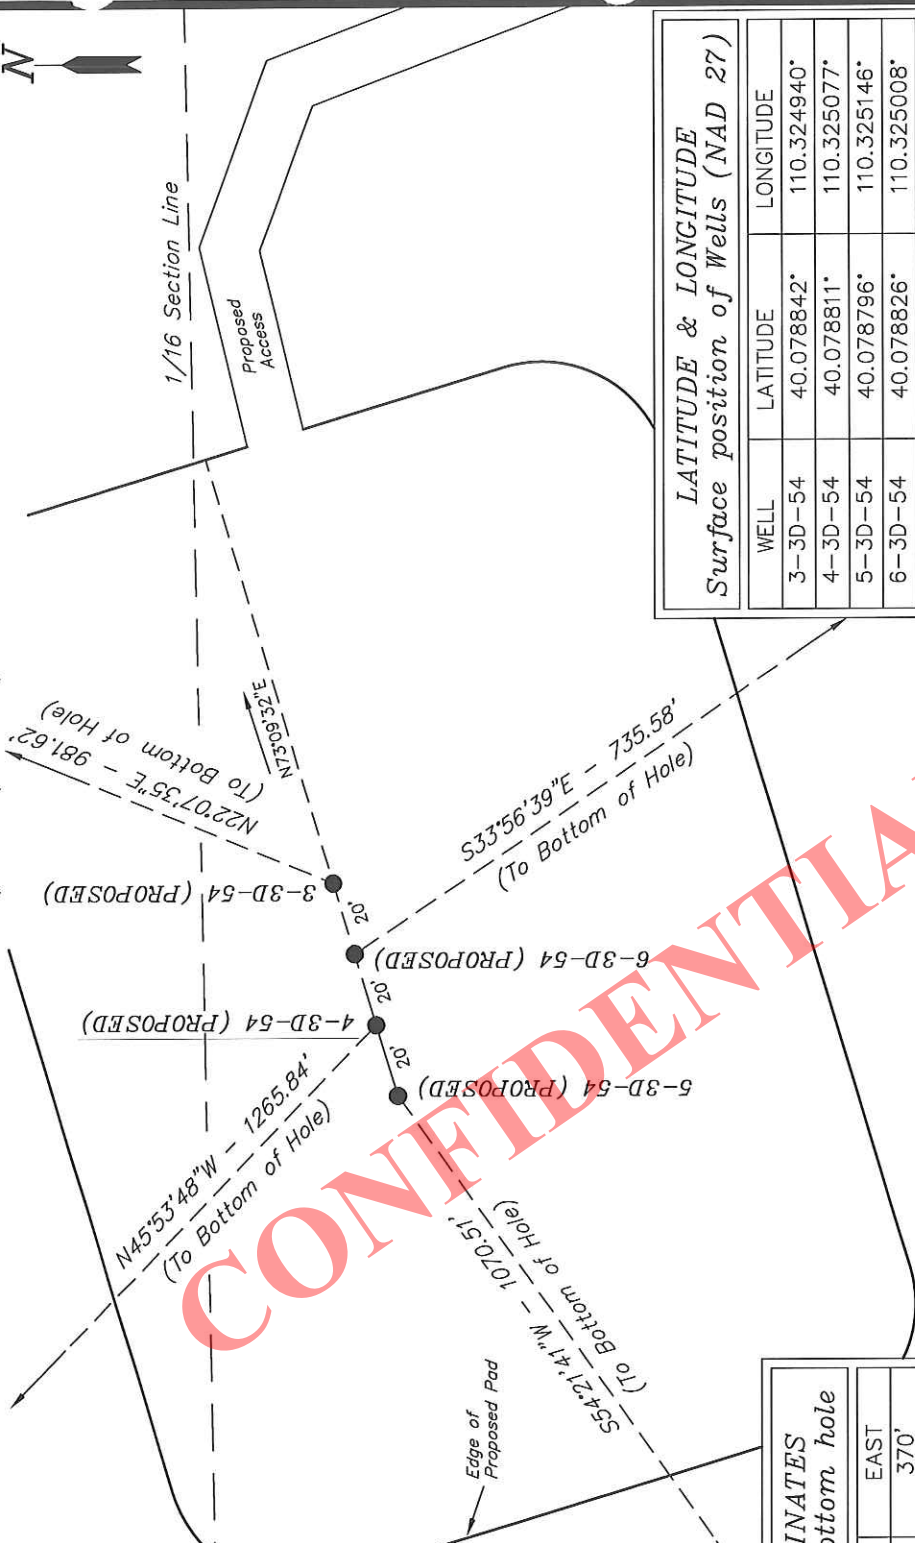 N
1/16 Section Line
Proposed
Access
N22°07'35"E - 981.62'
(To Bottom of Hole)
N73°09'32"E
3-3D-54 (PROPOSED)
20'
6-3D-54 (PROPOSED)
20'
4-3D-54 (PROPOSED)
20'
5-3D-54 (PROPOSED)
S33°56'39"E - 735.58'
(To Bottom of Hole)
N45°53'48"W - 1265.84'
(To Bottom of Hole)
S54°21'41"W - 1070.51'
(To Bottom of Hole)
Edge of
Proposed Pad
CONFIDENTIA
LATITUDE & LONGITUDE
Surface position of Wells (NAD 27)
WELL LATITUDE LONGITUDE
3-3D-54 40.078842° 110.324940°
4-3D-54 40.078811° 110.325077°
5-3D-54 40.078796° 110.325146°
6-3D-54 40.078826° 110.325008°
INATES
ottom hole
EAST
370'